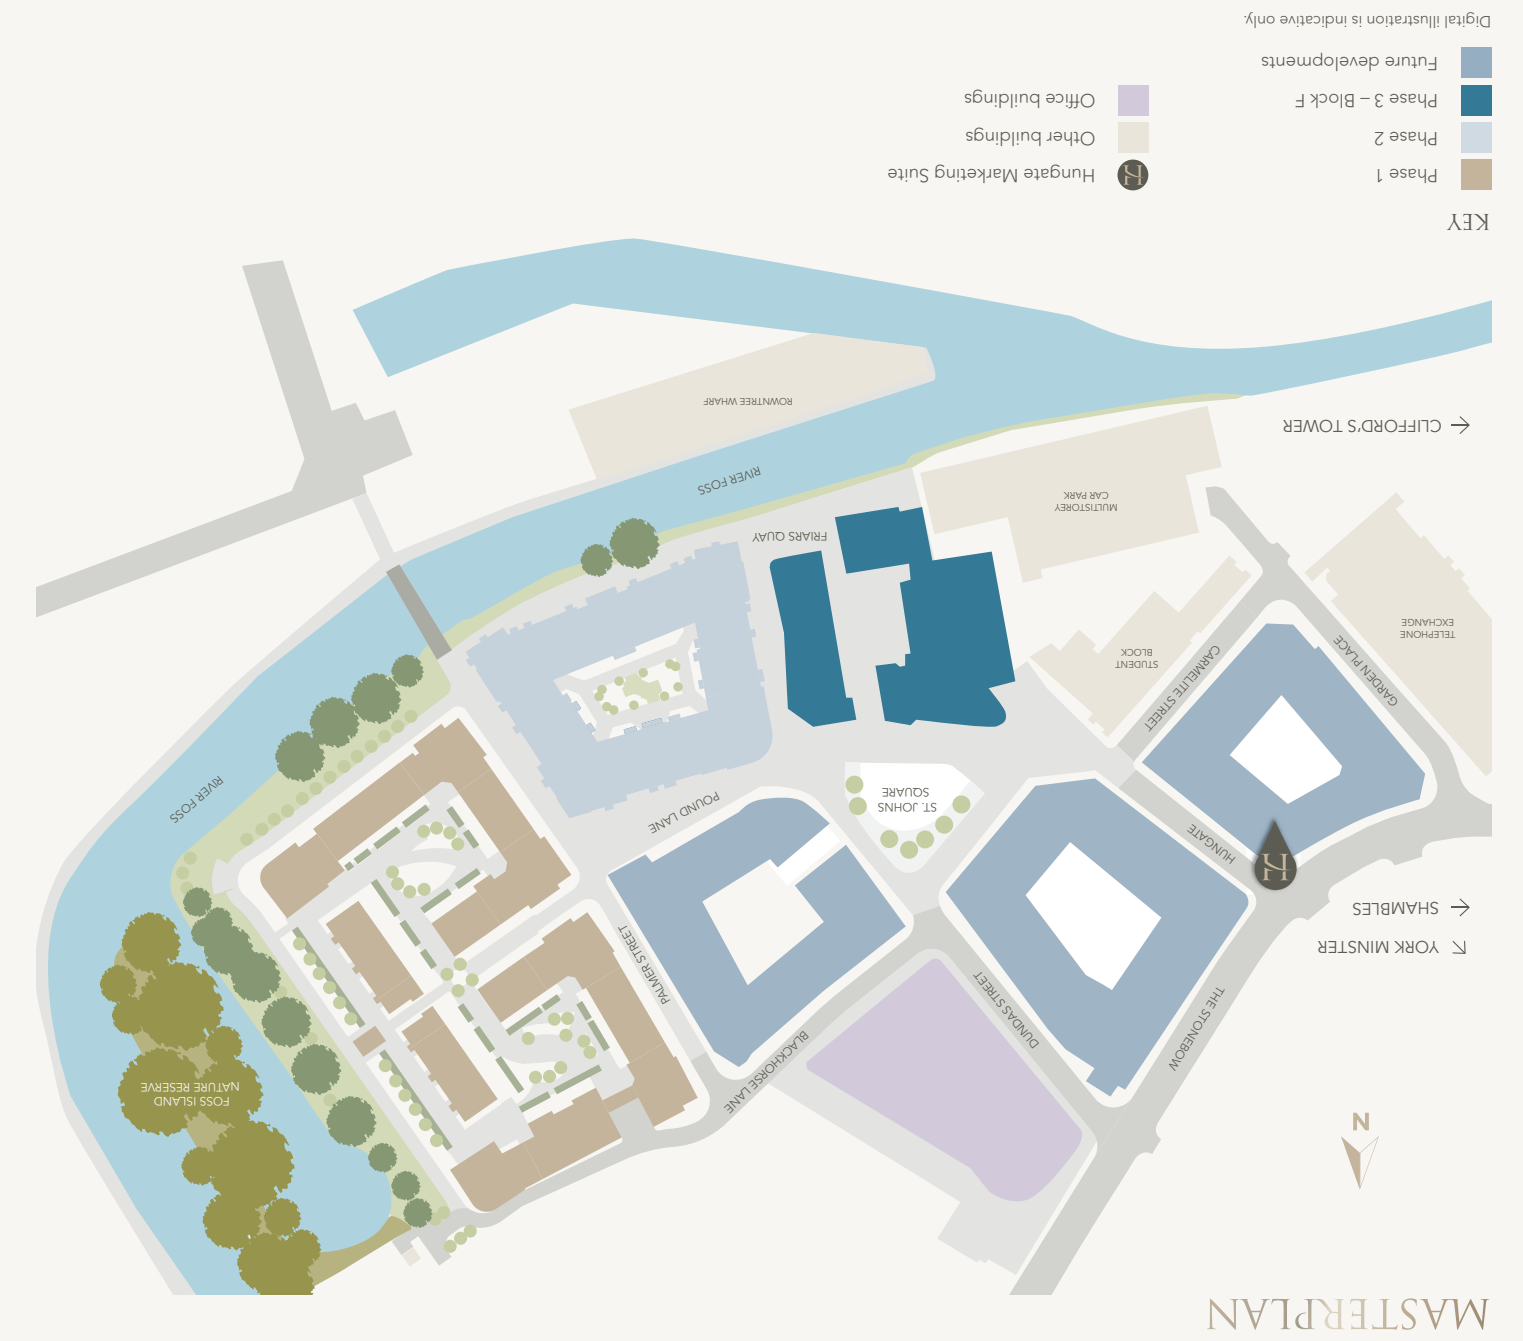 MASTERPLAN
N
YORK MINSTER
SHAMBLES
CLIFFORD'S TOWER
THE STONEBOW
DUNDAS STREET
BLACKHORSE LANE
PALMER STREET
FOSS ISLAND
NATURE RESERVE
HUNGATE
H
GARDEN PLACE
CARMELITE STREET
ST. JOHNS
SQUARE
POUND LANE
RIVER FOSS
TELEPHONE
EXCHANGE
STUDENT
BLOCK
MULTISTOREY
CAR PARK
FRIARS QUAY
RIVER FOSS
ROWNTREE WHARF
KEY
Phase 1
Phase 2
Phase 3 – Block F
Future developments
H
Hungate Marketing Suite
Other buildings
Office buildings
Digital illustration is indicative only.